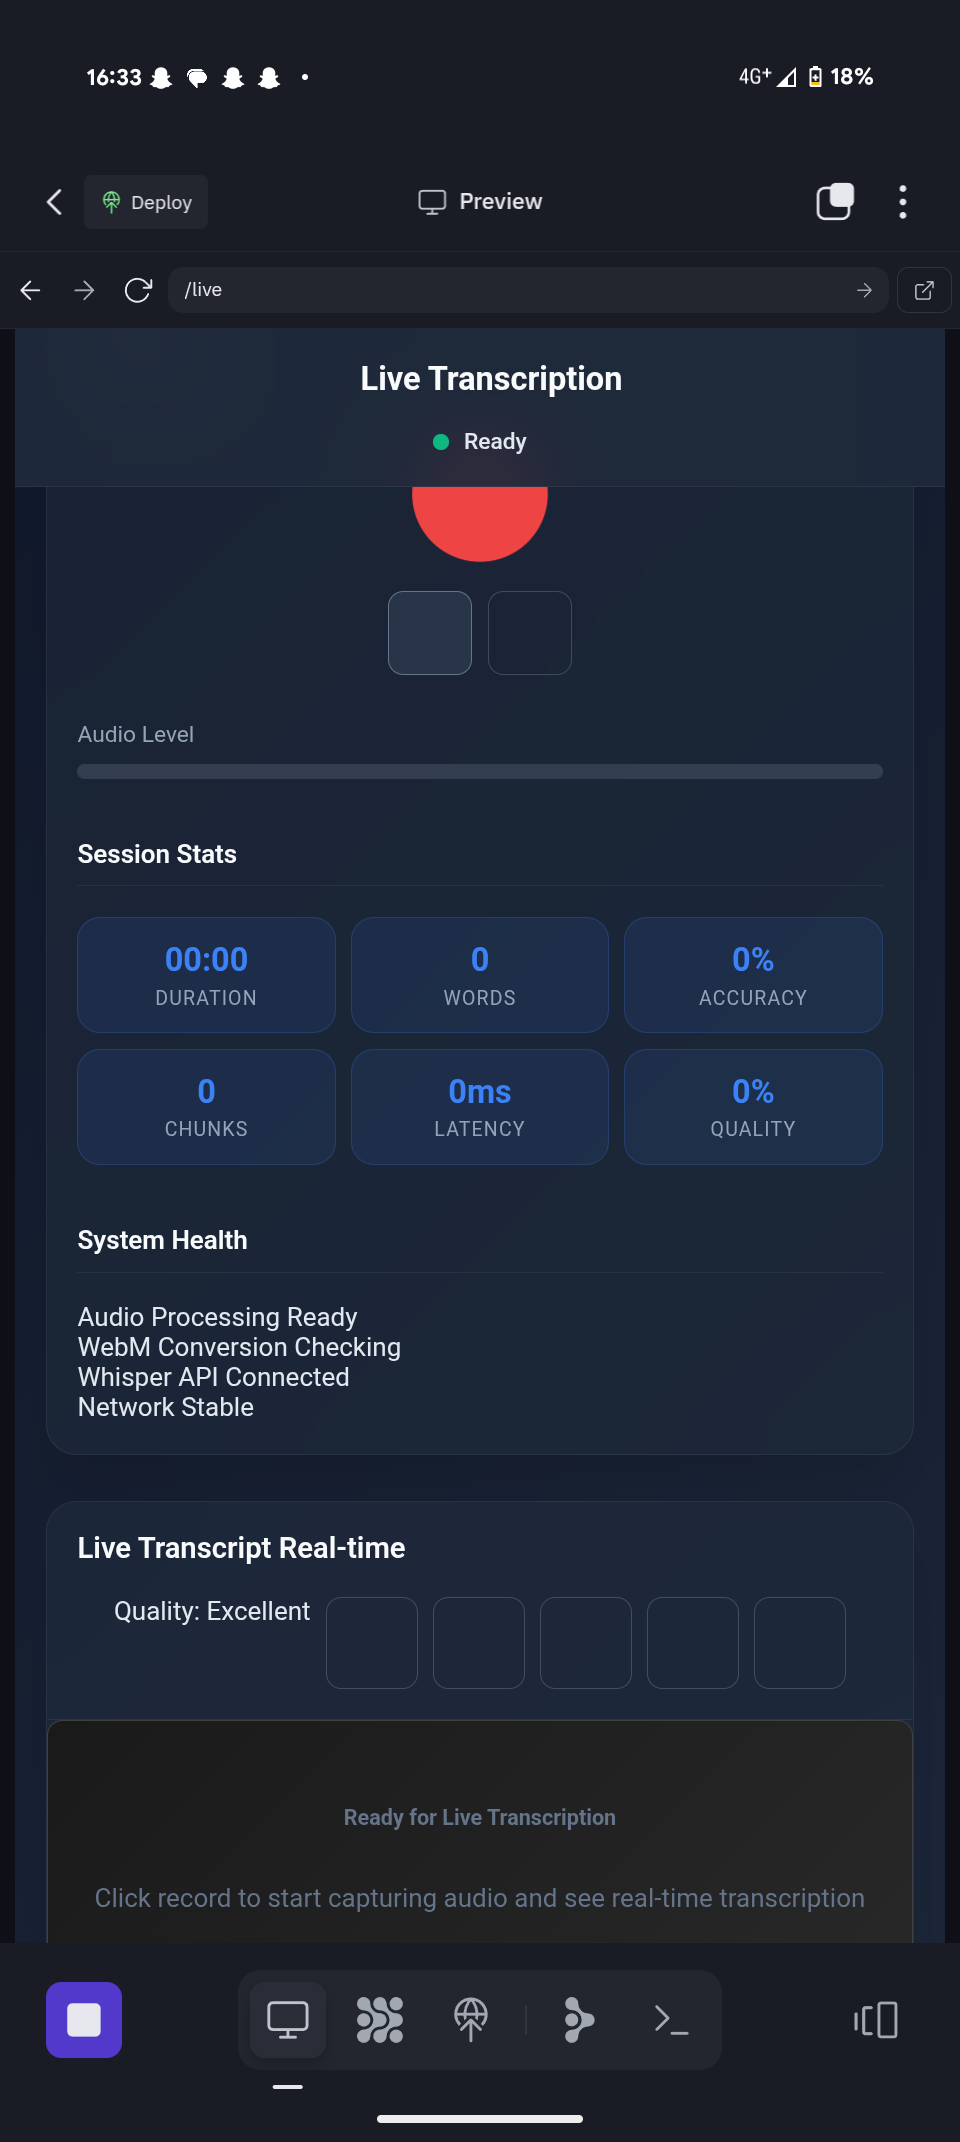 16:33
4G+ 18%
Deploy
Preview
/live
Live Transcription
Ready
Audio Level
Session Stats
00:00
DURATION
0
WORDS
0%
ACCURACY
0
CHUNKS
0ms
LATENCY
0%
QUALITY
System Health
Audio Processing Ready
WebM Conversion Checking
Whisper API Connected
Network Stable
Live Transcript Real-time
Quality: Excellent
Ready for Live Transcription
Click record to start capturing audio and see real-time transcription